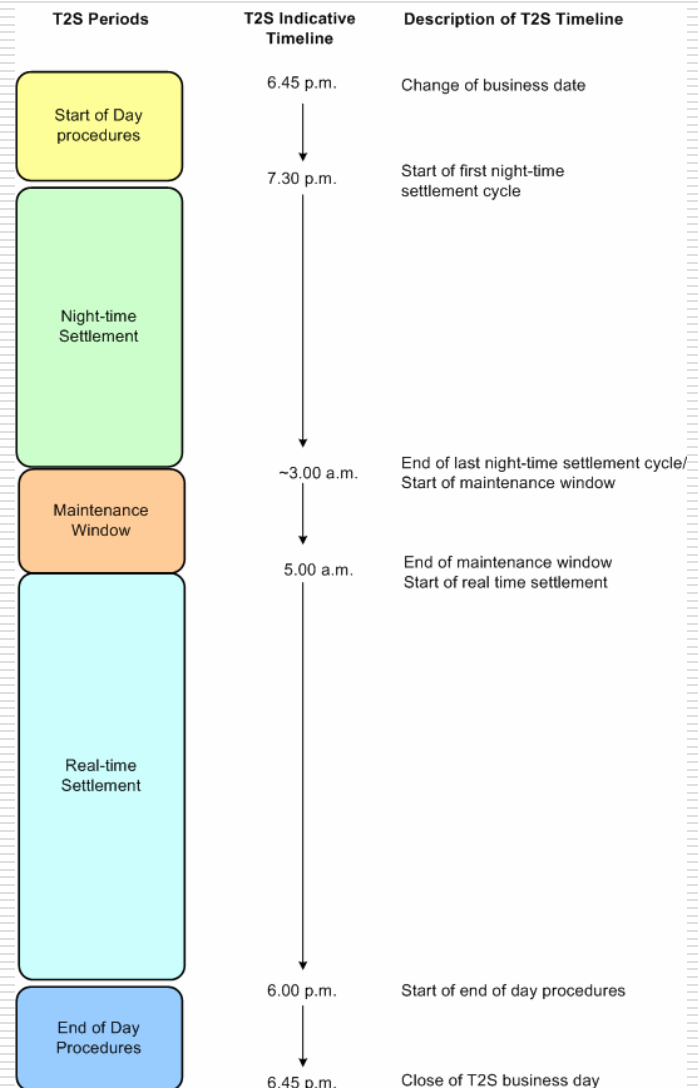 T2S Periods
T2S Indicative
Timeline
Description of T2S Timeline
Start of Day
procedures
6.45 p.m.
Change of business date
7.30 p.m.
Start of first night-time
settlement cycle
Night-time
Settlement
~3.00 a.m.
End of last night-time settlement cycle/
Start of maintenance window
Maintenance
Window
5.00 a.m.
End of maintenance window
Start of real time settlement
Real-time
Settlement
6.00 p.m.
Start of end of day procedures
End of Day
Procedures
6.45 p.m.
Close of T2S business day